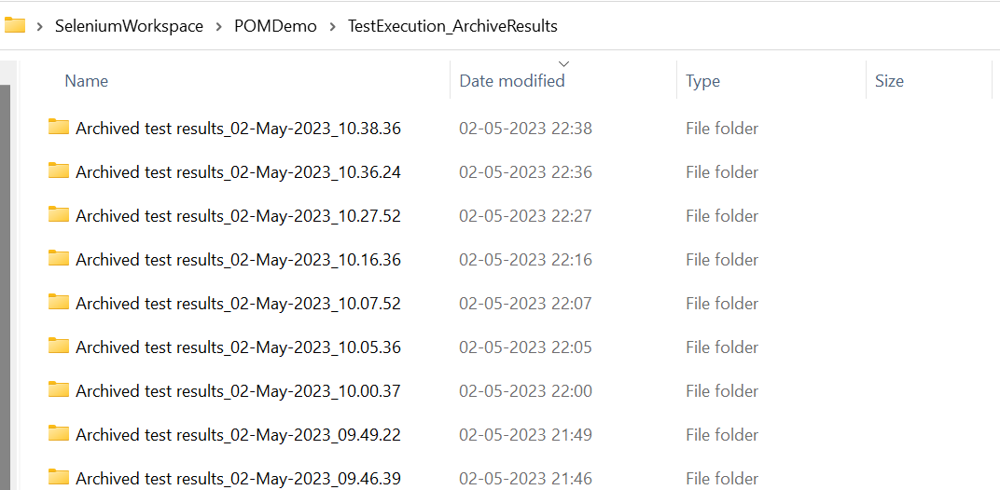 SeleniumWorkspace > POMDemo > TestExecution_ArchiveResults
Name Date modified Type Size
Archived test results_02-May-2023_10.38.36 02-05-2023 22:38 File folder
Archived test results_02-May-2023_10.36.24 02-05-2023 22:36 File folder
Archived test results_02-May-2023_10.27.52 02-05-2023 22:27 File folder
Archived test results_02-May-2023_10.16.36 02-05-2023 22:16 File folder
Archived test results_02-May-2023_10.07.52 02-05-2023 22:07 File folder
Archived test results_02-May-2023_10.05.36 02-05-2023 22:05 File folder
Archived test results_02-May-2023_10.00.37 02-05-2023 22:00 File folder
Archived test results_02-May-2023_09.49.22 02-05-2023 21:49 File folder
Archived test results_02-May-2023_09.46.39 02-05-2023 21:46 File folder